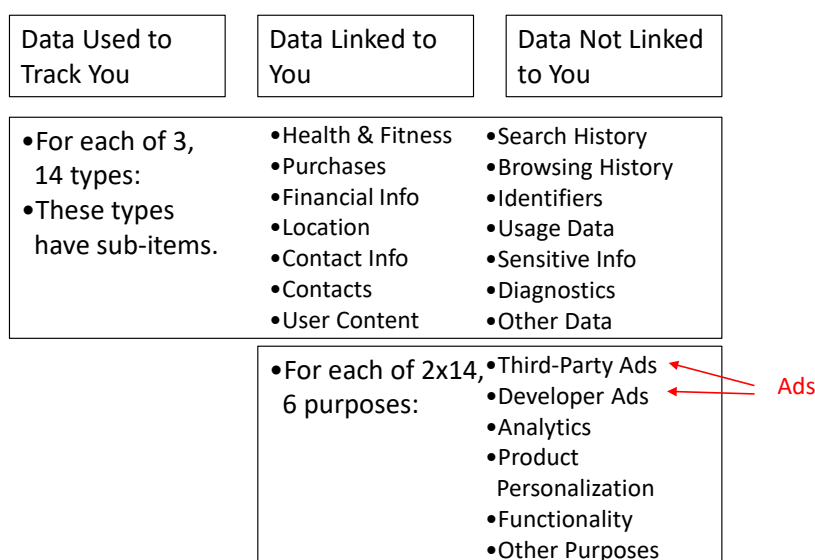 Data Used to
Track You
Data Linked to
You
Data Not Linked
to You
•For each of 3,
14 types:
•These types
have sub-items.
•Health & Fitness
•Purchases
•Financial Info
•Location
•Contact Info
•Contacts
•User Content
•Search History
•Browsing History
•Identifiers
•Usage Data
•Sensitive Info
•Diagnostics
•Other Data
•For each of 2x14,
6 purposes:
•Third-Party Ads
•Developer Ads
•Analytics
•Product
Personalization
•Functionality
•Other Purposes
Ads